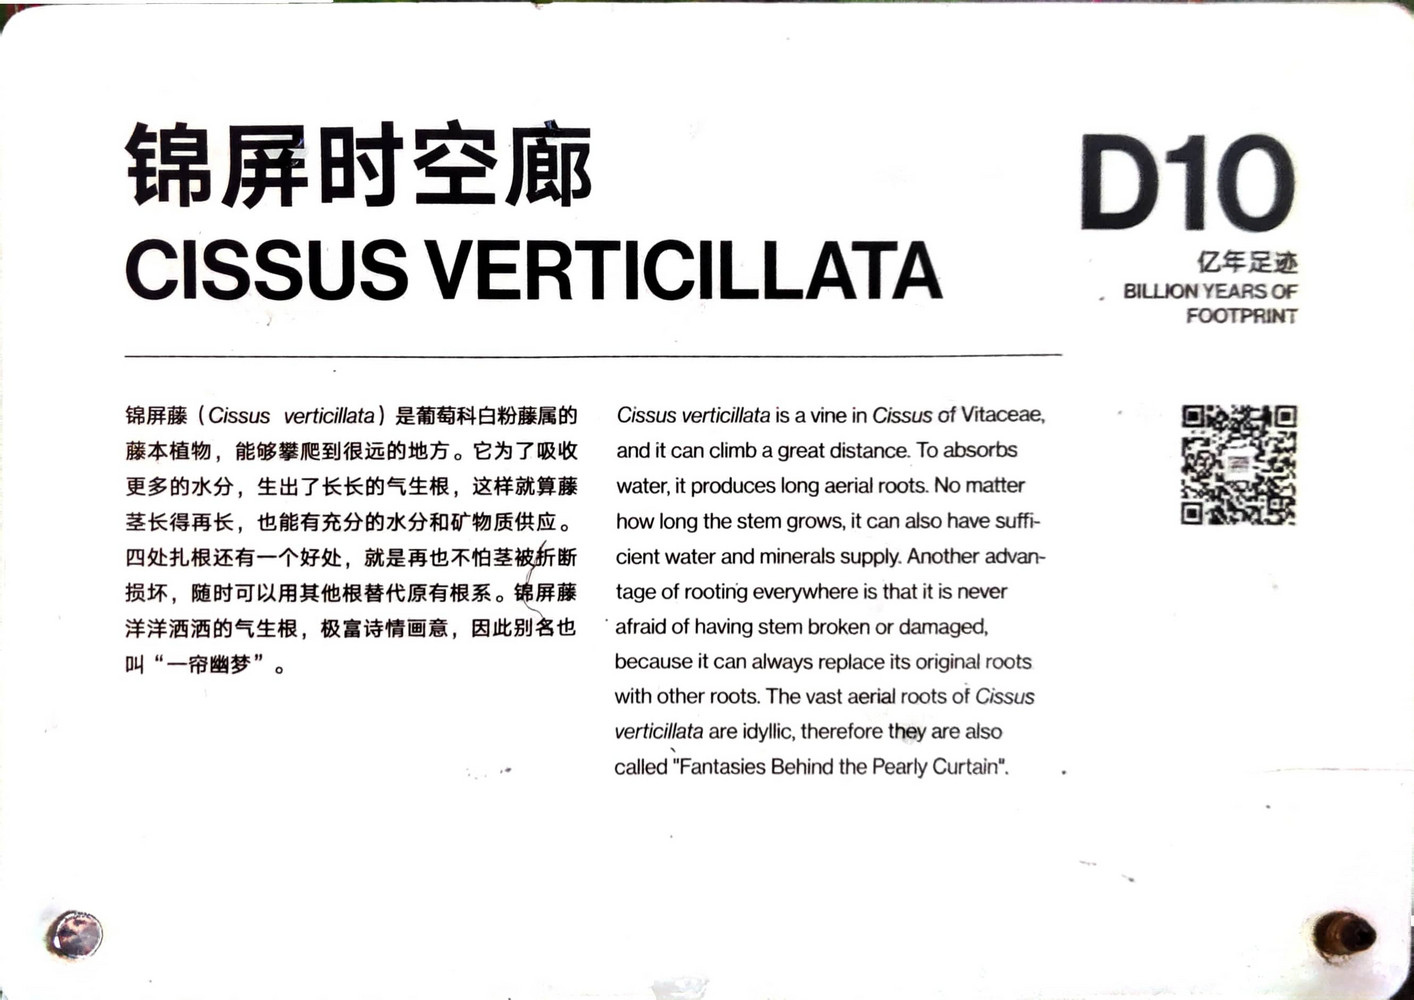 锦屏时空廊
CISSUS VERTICILLATA
D10
亿年足迹
BILLION YEARS OF
FOOTPRINT
锦屏藤（Cissus verticillata）是葡萄科白粉藤属的
藤本植物，能够攀爬到很远的地方。它为了吸收
更多的水分，生出了长长的气生根，这样就算藤
茎长得再长，也能有充分的水分和矿物质供应。
四处扎根还有一个好处，就是再也不怕茎被折断
损坏，随时可以用其他根替代原有根系。锦屏藤
洋洋洒洒的气生根，极富诗情画意，因此别名也
叫“一帘幽梦”。
Cissus verticillata is a vine in Cissus of Vitaceae,
and it can climb a great distance. To absorbs
water, it produces long aerial roots. No matter
how long the stem grows, it can also have suffi-
cient water and minerals supply. Another advan-
tage of rooting everywhere is that it is never
afraid of having stem broken or damaged,
because it can always replace its original roots
with other roots. The vast aerial roots of Cissus
verticillata are idyllic, therefore they are also
called "Fantasies Behind the Pearly Curtain".